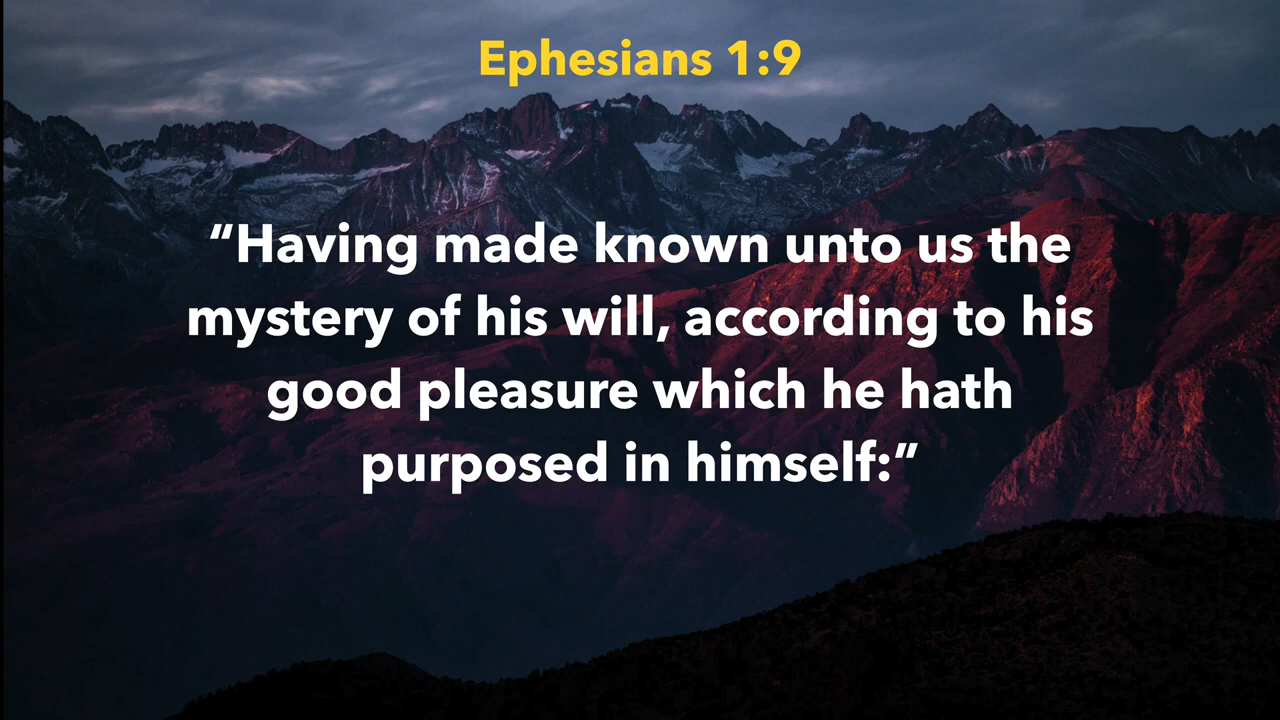 Ephesians 1:9
“Having made known unto us the
mystery of his will, according to his
good pleasure which he hath
purposed in himself:”